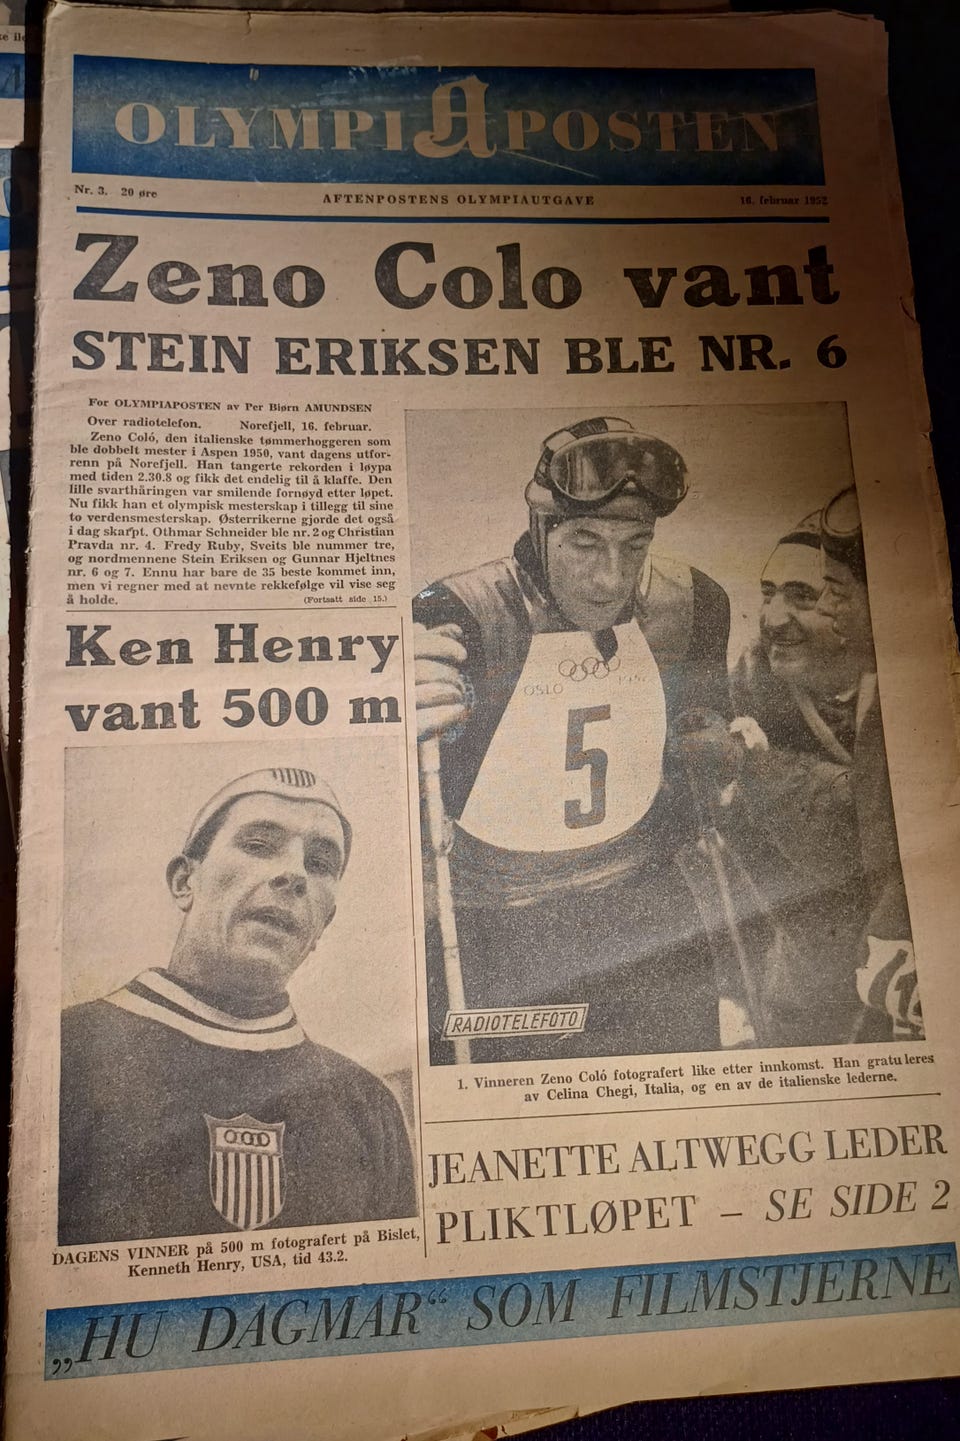 OLYMPIAPOSTEN
Nr. 3. 20 øre
AFTENPOSTENS OLYMPIAUTGAVE
16. februar 1952
Zeno Colo vant
STEIN ERIKSEN BLE NR. 6
For OLYMPIAPOSTEN av Per Biørn AMUNDSEN
Over radiotelefon. Norefjell, 16. februar.
Zeno Coló, den italienske tømmerhoggeren som
ble dobbelt mester i Aspen 1950, vant dagens utfor-
renn på Norefjell. Han tangerte rekorden i løypa
med tiden 2.30.8 og fikk det endelig til å klaffe. Den
lille svarthåringen var smilende fornøyd etter løpet.
Nu fikk han et olympisk mesterskap i tillegg til sine
to verdensmesterskap. Østerrikerne gjorde det også
i dag skarpt. Othmar Schneider ble nr. 2 og Christian
Pravda nr. 4. Fredy Ruby, Sveits ble nummer tre,
og nordmennene Stein Eriksen og Gunnar Hjeltnes
nr. 6 og 7. Ennu har bare de 35 beste kommet inn,
men vi regner med at nevnte rekkefølge vil vise seg
å holde. (Fortsatt side 15.)
Ken Henry
vant 500 m
OSLO 1952
5
RADIOTELEFOTO
1. Vinneren Zeno Coló fotografert like etter innkomst. Han gratuleres
av Celina Chegi, Italia, og en av de italienske lederne.
DAGENS VINNER på 500 m fotografert på Bislet,
Kenneth Henry, USA, tid 43.2.
JEANETTE ALTWEGG LEDER
PLIKTLØPET – SE SIDE 2
„HU DAGMAR“ SOM FILMSTJERNE